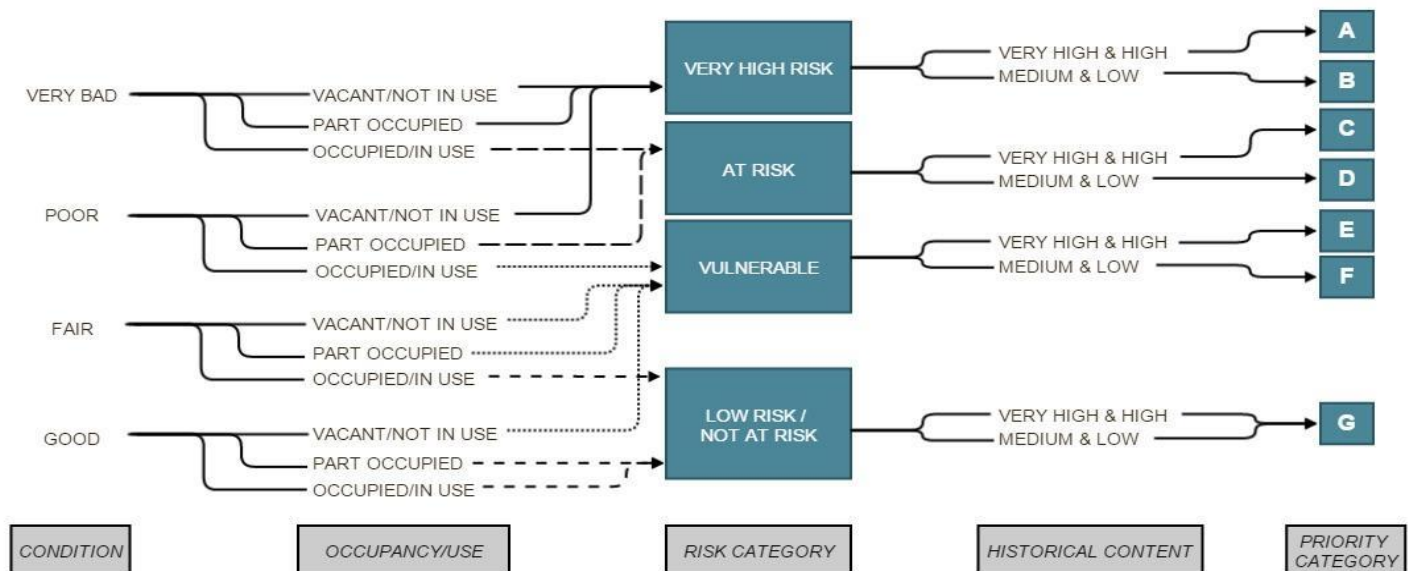 VERY BAD
POOR
FAIR
GOOD
VACANT/NOT IN USE
PART OCCUPIED
OCCUPIED/IN USE
VACANT/NOT IN USE
PART OCCUPIED
OCCUPIED/IN USE
VACANT/NOT IN USE
PART OCCUPIED
OCCUPIED/IN USE
VACANT/NOT IN USE
PART OCCUPIED
OCCUPIED/IN USE
VERY HIGH RISK
AT RISK
VULNERABLE
LOW RISK /
NOT AT RISK
VERY HIGH & HIGH
MEDIUM & LOW
VERY HIGH & HIGH
MEDIUM & LOW
VERY HIGH & HIGH
MEDIUM & LOW
VERY HIGH & HIGH
MEDIUM & LOW
A
B
C
D
E
F
G
CONDITION
OCCUPANCY/USE
RISK CATEGORY
HISTORICAL CONTENT
PRIORITY
CATEGORY